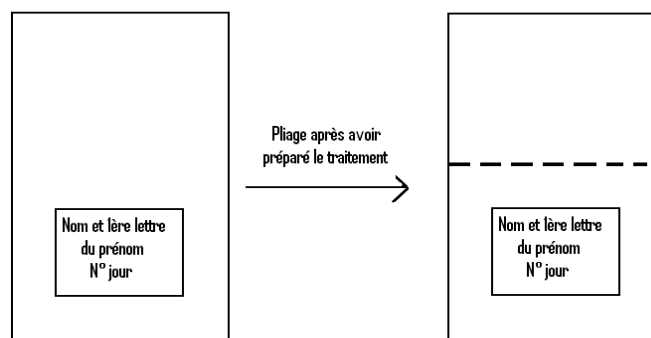 Nom et 1ère lettre
du prénom
N° jour
Pliage après avoir
préparé le traitement
Nom et 1ère lettre
du prénom
N° jour